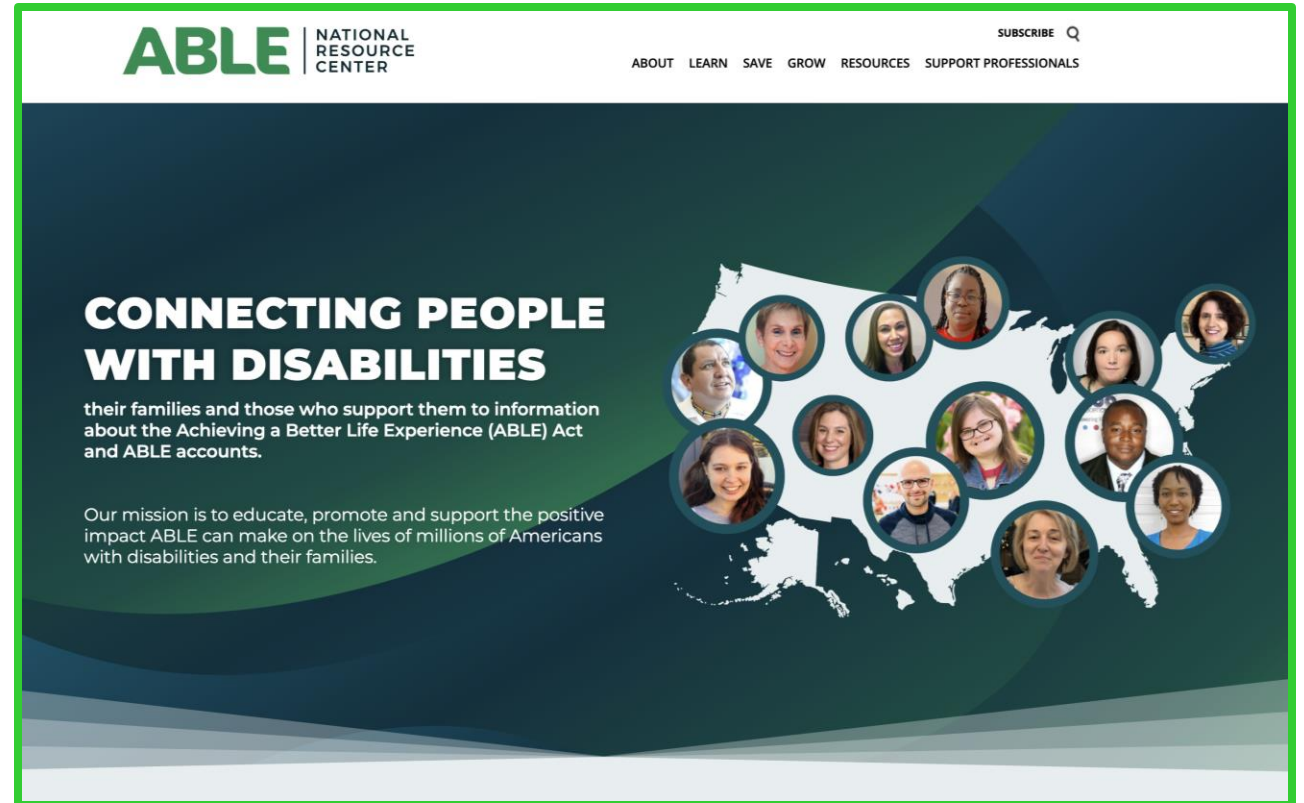 ABLE
NATIONAL
RESOURCE
CENTER
SUBSCRIBE
ABOUT LEARN SAVE GROW RESOURCES SUPPORT PROFESSIONALS
CONNECTING PEOPLE
WITH DISABILITIES
their families and those who support them to information
about the Achieving a Better Life Experience (ABLE) Act
and ABLE accounts.
Our mission is to educate, promote and support the positive
impact ABLE can make on the lives of millions of Americans
with disabilities and their families.